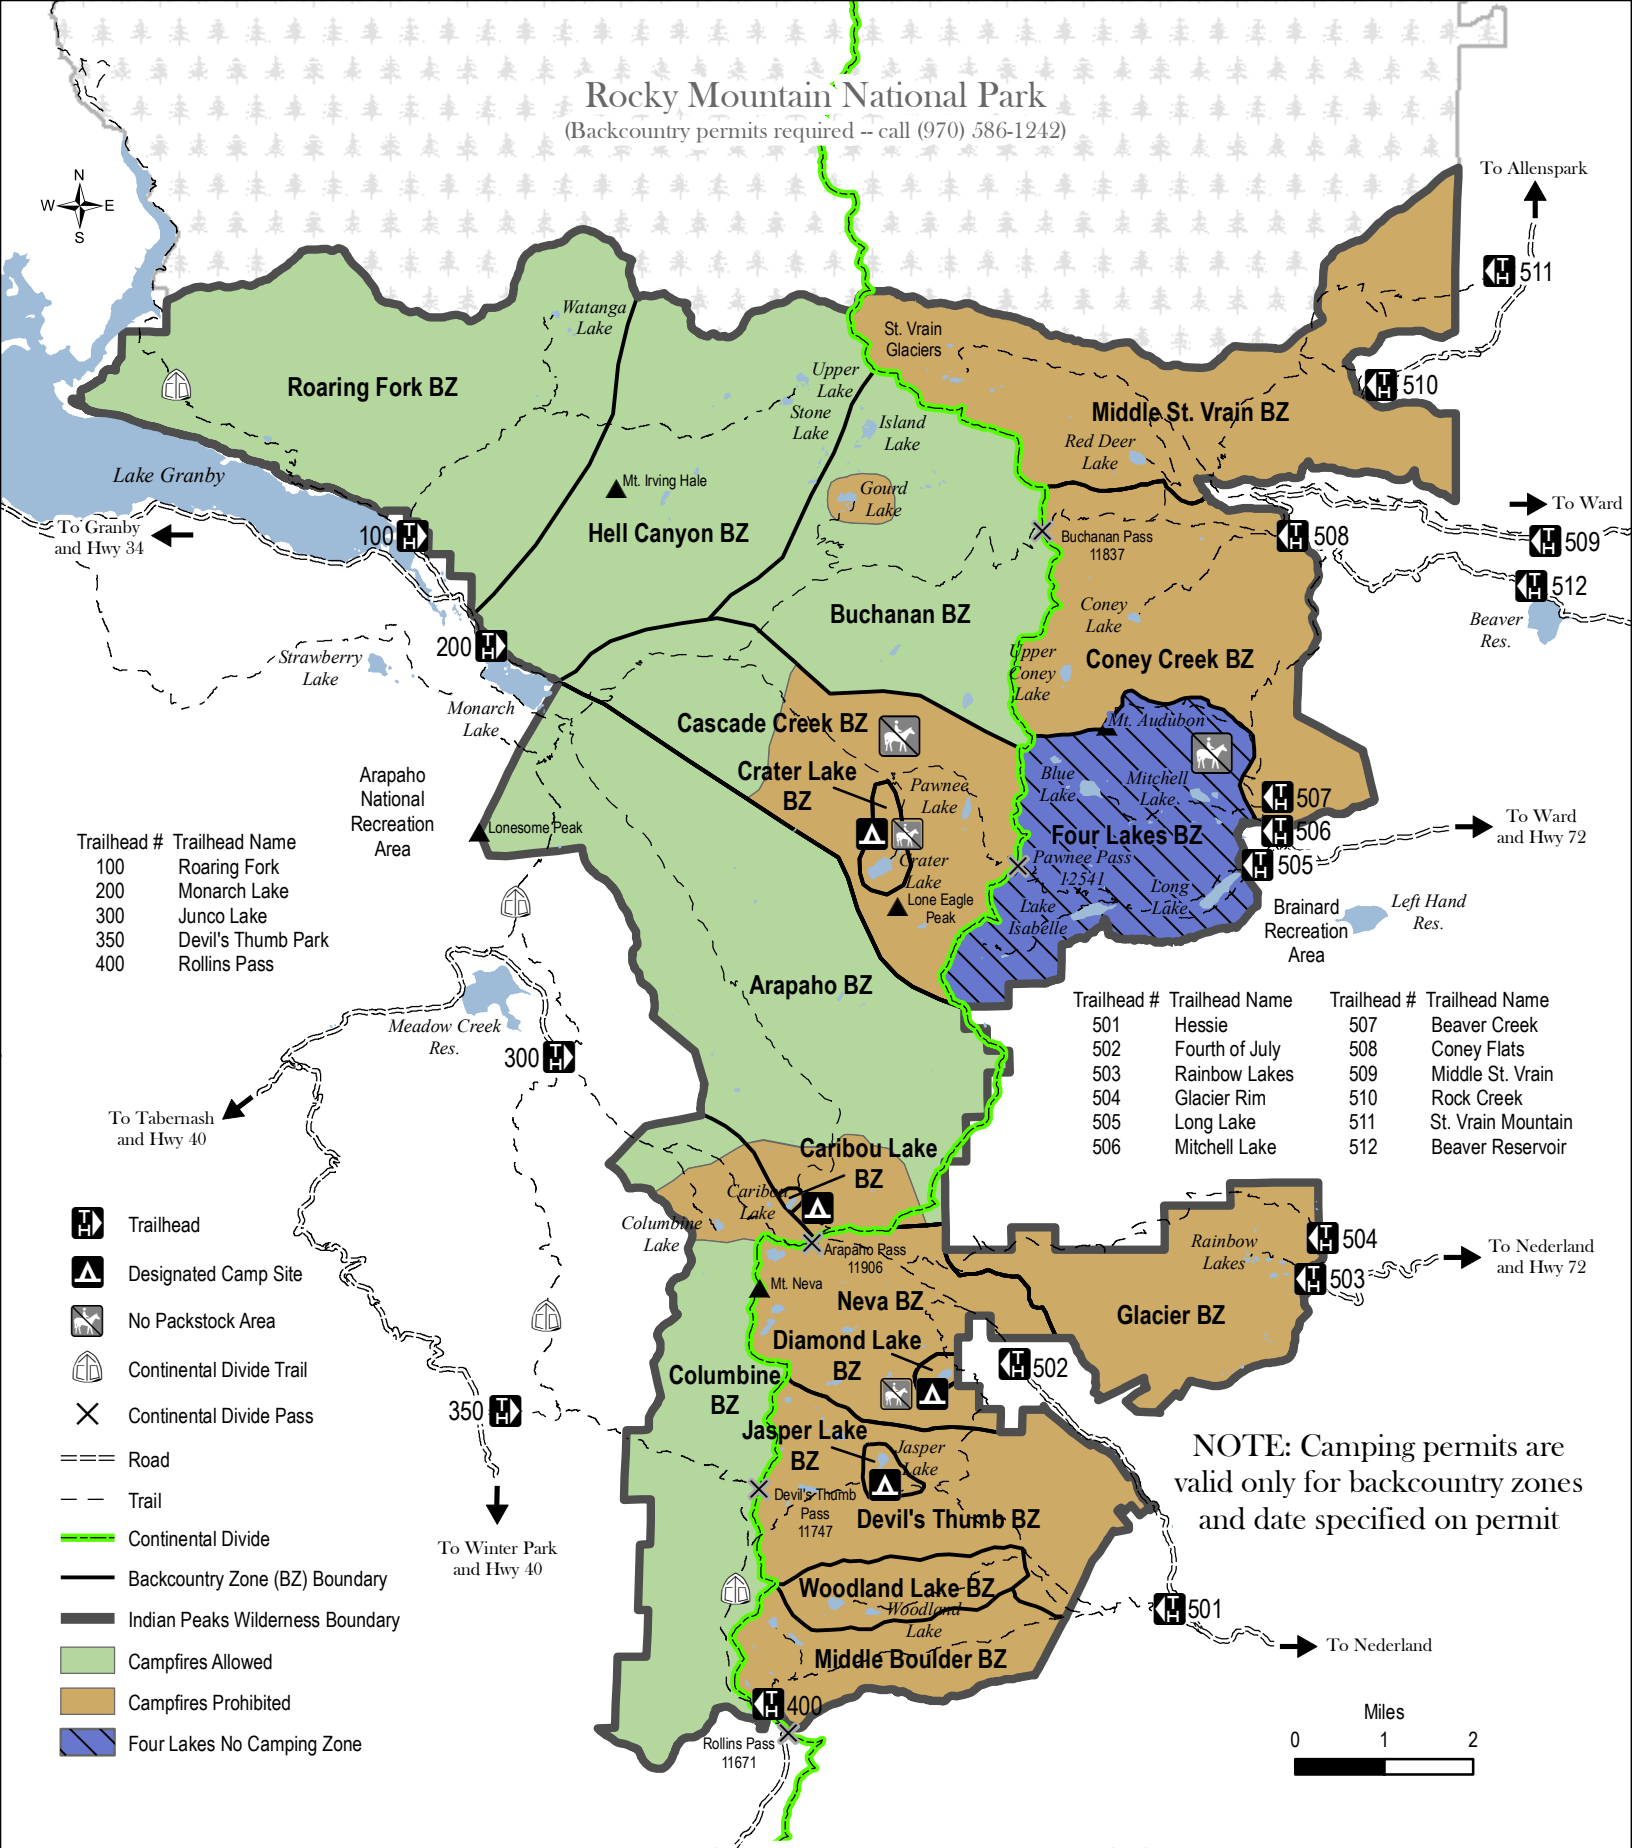 Rocky Mountain National Park
(Backcountry permits required -- call (970) 586-1242)
N
W E
S
To Allenspark
511
510
St. Vrain
Glaciers
Watanga
Lake
Roaring Fork BZ
Upper
Lake
Stone
Lake
Island
Lake
Middle St. Vrain BZ
Red Deer
Lake
Lake Granby
Mt. Irving Hale
Gourd
Lake
Hell Canyon BZ
To Granby
and Hwy 34
100
To Ward
508
509
512
Buchanan Pass
11837
Beaver
Res.
Buchanan BZ
Coney
Lake
200
Strawberry
Lake
Upper
Coney
Lake
Coney Creek BZ
Monarch
Lake
Cascade Creek BZ
Mt. Audubon
Crater Lake
BZ
Pawnee
Lake
Blue
Lake
Mitchell
Lake
507
506
505
To Ward
and Hwy 72
Four Lakes BZ
Arapaho
National
Recreation
Area
Lonesome Peak
Crater
Lake
Pawnee Pass
12541
Lone Eagle
Peak
Lake
Isabelle
Long
Lake
Brainard
Recreation
Area
Left Hand
Res.
Trailhead # Trailhead Name
100 Roaring Fork
200 Monarch Lake
300 Junco Lake
350 Devil's Thumb Park
400 Rollins Pass
Arapaho BZ
Trailhead # Trailhead Name Trailhead # Trailhead Name
501 Hessie 507 Beaver Creek
502 Fourth of July 508 Coney Flats
503 Rainbow Lakes 509 Middle St. Vrain
504 Glacier Rim 510 Rock Creek
505 Long Lake 511 St. Vrain Mountain
506 Mitchell Lake 512 Beaver Reservoir
Meadow Creek
Res.
300
To Tabernash
and Hwy 40
Caribou Lake
BZ
Caribou
Lake
Columbine
Lake
Arapaho Pass
11906
Rainbow
Lakes
504
503
To Nederland
and Hwy 72
Mt. Neva
Neva BZ
Glacier BZ
Diamond Lake
BZ
502
Columbine
BZ
350
Jasper Lake
BZ
Jasper
Lake
Devil's Thumb
Pass
11747
Devil's Thumb BZ
NOTE: Camping permits are
valid only for backcountry zones
and date specified on permit
To Winter Park
and Hwy 40
Woodland Lake BZ
Woodland
Lake
501
To Nederland
Middle Boulder BZ
400
Rollins Pass
11671
TH Trailhead
Designated Camp Site
No Packstock Area
Continental Divide Trail
Continental Divide Pass
Road
Trail
Continental Divide
Backcountry Zone (BZ) Boundary
Indian Peaks Wilderness Boundary
Campfires Allowed
Campfires Prohibited
Four Lakes No Camping Zone
Miles
0 1 2